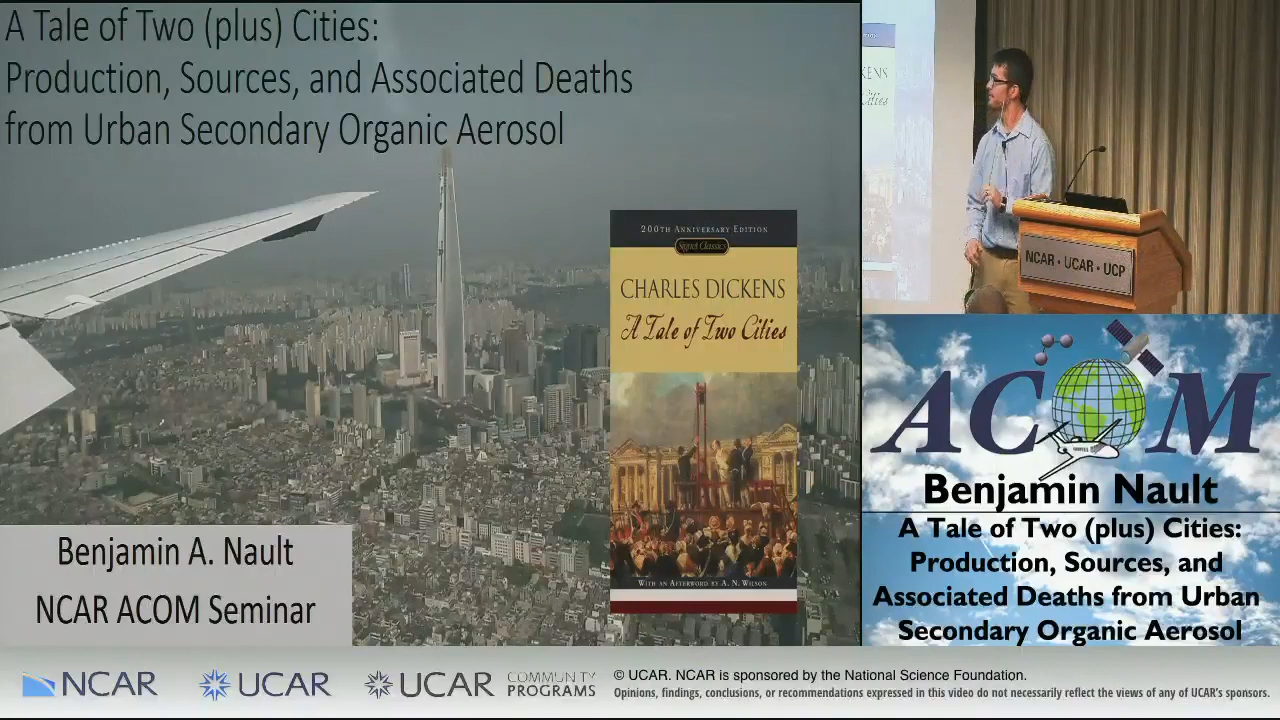 A Tale of Two (plus) Cities:
Production, Sources, and Associated Deaths
from Urban Secondary Organic Aerosol
200TH ANNIVERSARY EDITION
Signet Classics
CHARLES DICKENS
A Tale of Two Cities
WITH AN AFTERWORD BY A. N. WILSON
Benjamin A. Nault
NCAR ACOM Seminar
KENS
Cities
NCAR · UCAR · UCP
ACOM
Benjamin Nault
A Tale of Two (plus) Cities:
Production, Sources, and
Associated Deaths from Urban
Secondary Organic Aerosol
NCAR
UCAR
UCAR
COMMUNITY
PROGRAMS
© UCAR. NCAR is sponsored by the National Science Foundation.
Opinions, findings, conclusions, or recommendations expressed in this video do not necessarily reflect the views of any of UCAR's sponsors.